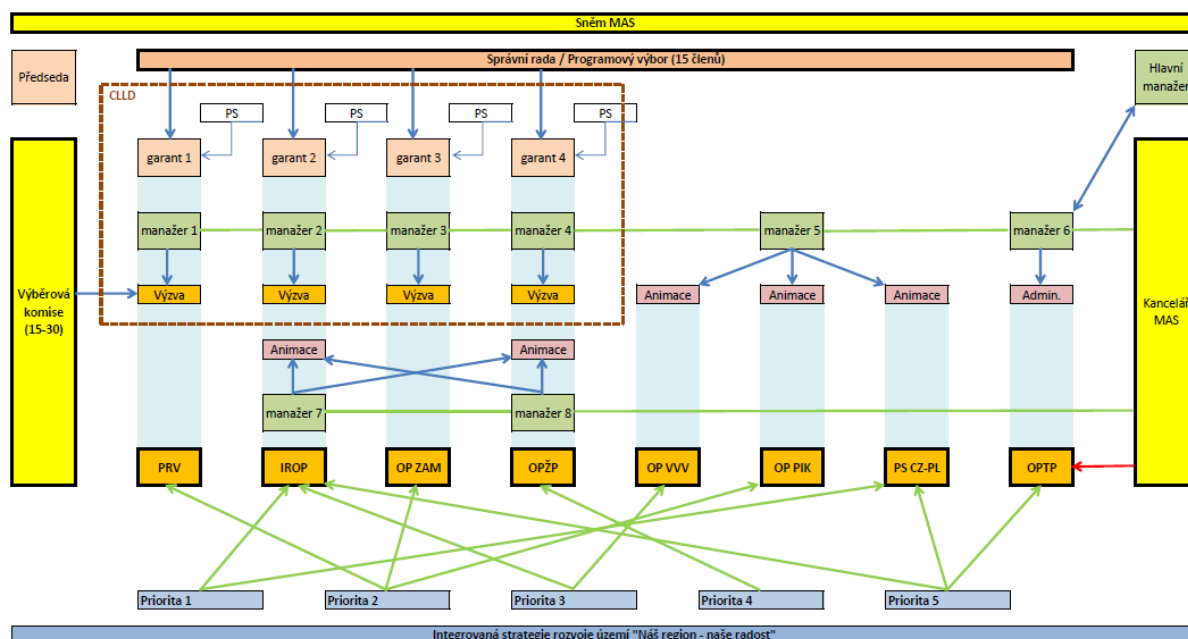 Sněm MAS
Předseda
Správní rada / Programový výbor (15 členů)
Hlavní
manažer
CLLD
PS
PS
PS
PS
garant 1
garant 2
garant 3
garant 4
manažer 1
manažer 2
manažer 3
manažer 4
manažer 5
manažer 6
Výběrová
komise
(15-30)
Výzva
Výzva
Výzva
Výzva
Animace
Animace
Animace
Admin.
Kancelář
MAS
Animace
Animace
manažer 7
manažer 8
PRV
IROP
OP ZAM
OPŽP
OP VVV
OP PIK
PS CZ-PL
OPTP
Priorita 1
Priorita 2
Priorita 3
Priorita 4
Priorita 5
Integrovaná strategie rozvoje území "Náš region - naše radost"